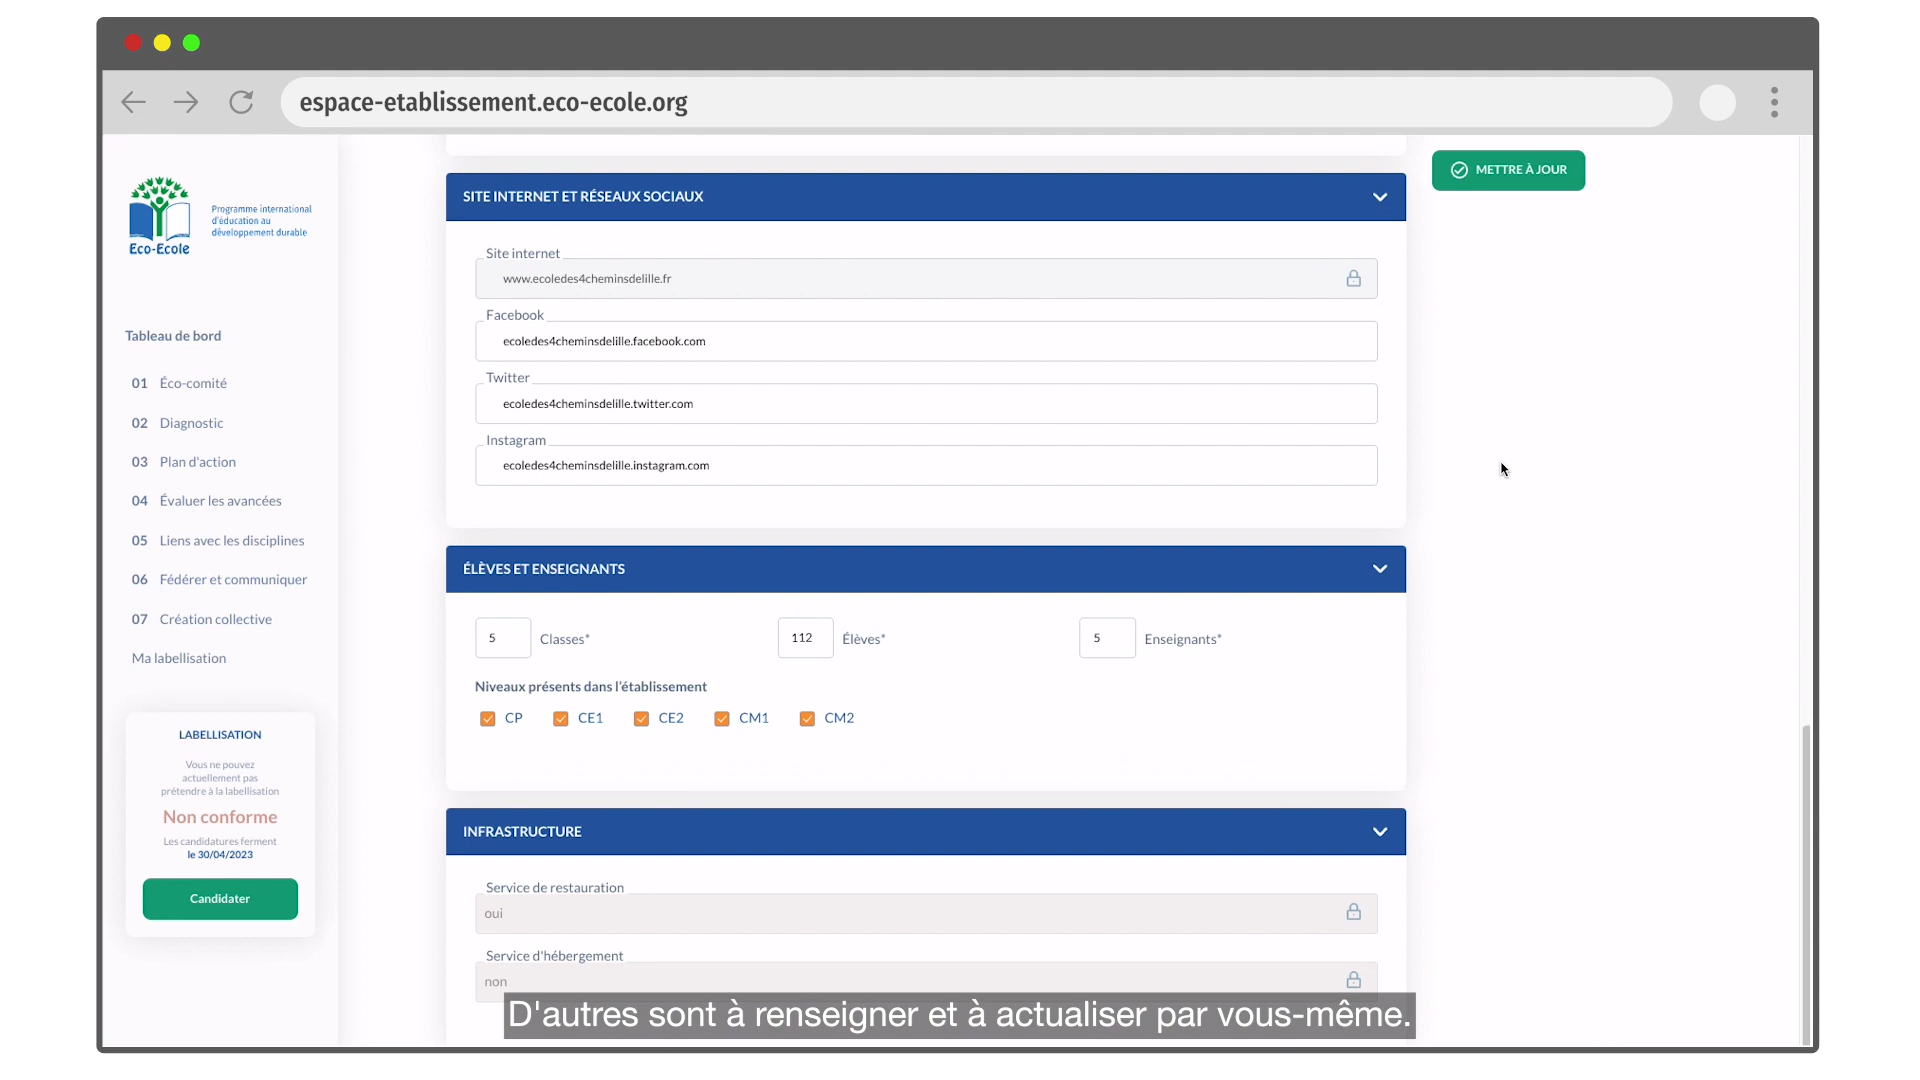 espace-etablissement.eco-ecole.org
Eco-Ecole
Programme international
d'éducation au
développement durable
Tableau de bord
01 Éco-comité
02 Diagnostic
03 Plan d'action
04 Évaluer les avancées
05 Liens avec les disciplines
06 Fédérer et communiquer
07 Création collective
Ma labellisation
LABELLISATION
Vous ne pouvez
actuellement pas
prétendre à la labellisation
Non conforme
Les candidatures ferment
le 30/04/2023
Candidater
SITE INTERNET ET RÉSEAUX SOCIAUX
Site internet
www.ecoledes4cheminsdelille.fr
Facebook
ecoledes4cheminsdelille.facebook.com
Twitter
ecoledes4cheminsdelille.twitter.com
Instagram
ecoledes4cheminsdelille.instagram.com
ÉLÈVES ET ENSEIGNANTS
5 Classes* 112 Élèves* 5 Enseignants*
Niveaux présents dans l'établissement
CP CE1 CE2 CM1 CM2
INFRASTRUCTURE
Service de restauration
oui
Service d'hébergement
non
METTRE À JOUR
D'autres sont à renseigner et à actualiser par vous-même.